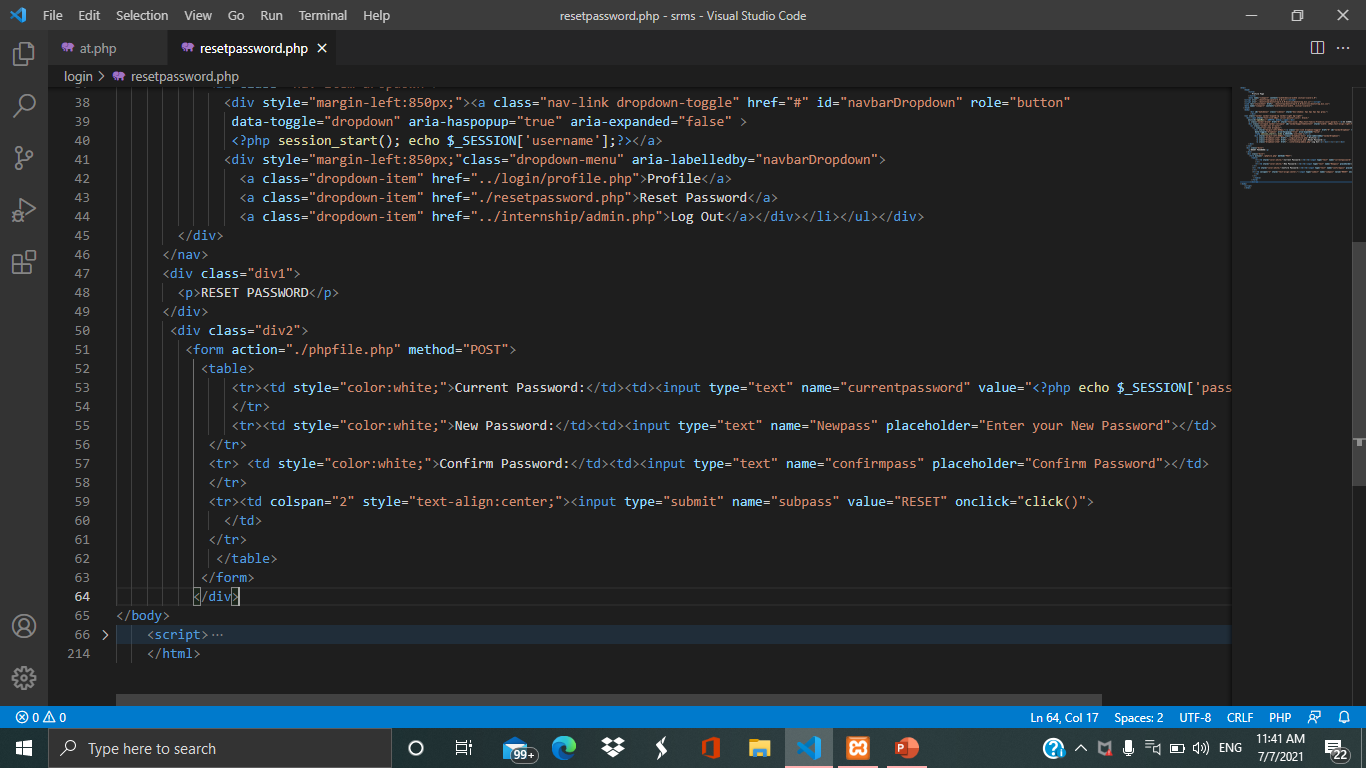 File Edit Selection View Go Run Terminal Help resetpassword.php - srms - Visual Studio Code
at.php resetpassword.php
login > resetpassword.php
38 <div style="margin-left:850px;"><a class="nav-link dropdown-toggle" href="#" id="navbarDropdown" role="button"
39 data-toggle="dropdown" aria-haspopup="true" aria-expanded="false" >
40 <?php session_start(); echo $_SESSION['username'];?></a>
41 <div style="margin-left:850px;"class="dropdown-menu" aria-labelledby="navbarDropdown">
42 <a class="dropdown-item" href="../login/profile.php">Profile</a>
43 <a class="dropdown-item" href="./resetpassword.php">Reset Password</a>
44 <a class="dropdown-item" href="../internship/admin.php">Log Out</a></div></li></ul></div>
45 </div>
46 </nav>
47 <div class="div1">
48 <p>RESET PASSWORD</p>
49 </div>
50 <div class="div2">
51 <form action="./phpfile.php" method="POST">
52 <table>
53 <tr><td style="color:white;">Current Password:</td><td><input type="text" name="currentpassword" value="<?php echo $_SESSION['pass
54 </tr>
55 <tr><td style="color:white;">New Password:</td><td><input type="text" name="Newpass" placeholder="Enter your New Password"></td>
56 </tr>
57 <tr> <td style="color:white;">Confirm Password:</td><td><input type="text" name="confirmpass" placeholder="Confirm Password"></td>
58 </tr>
59 <tr><td colspan="2" style="text-align:center;"><input type="submit" name="subpass" value="RESET" onclick="click()">
60 </td>
61 </tr>
62 </table>
63 </form>
64 </div>
65 </body>
66 <script>...
214 </html>
0 0 Ln 64, Col 17 Spaces: 2 UTF-8 CRLF PHP
Type here to search 99+ ENG 11:41 AM
7/7/2021 22